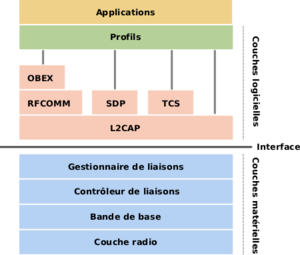 Applications
Profils
OBEX
RFCOMM
SDP
TCS
L2CAP
Couches logicielles
Interface
Gestionnaire de liaisons
Contrôleur de liaisons
Bande de base
Couche radio
Couches matérielles